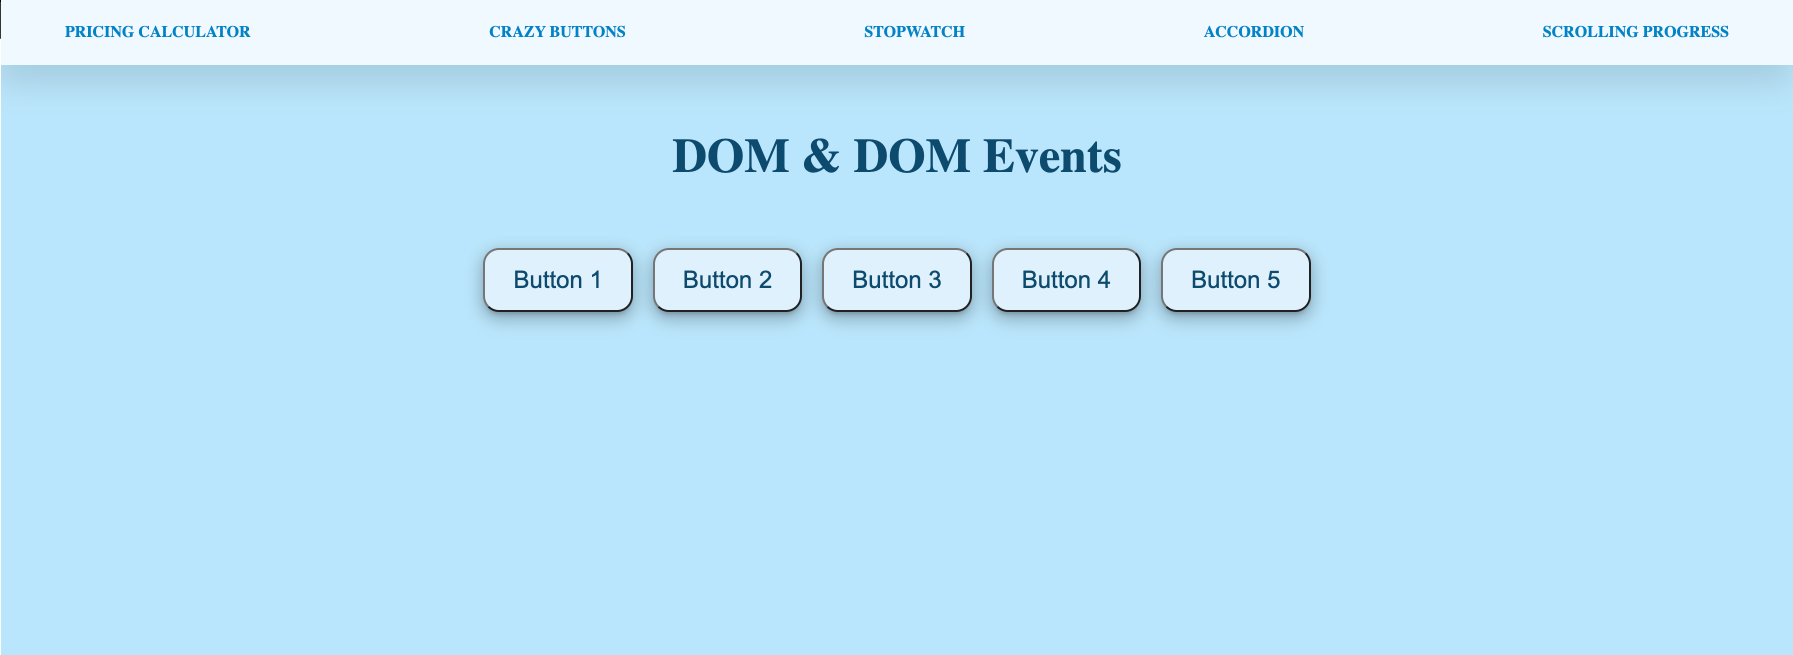 PRICING CALCULATOR CRAZY BUTTONS STOPWATCH ACCORDION SCROLLING PROGRESS
DOM & DOM Events
Button 1 Button 2 Button 3 Button 4 Button 5